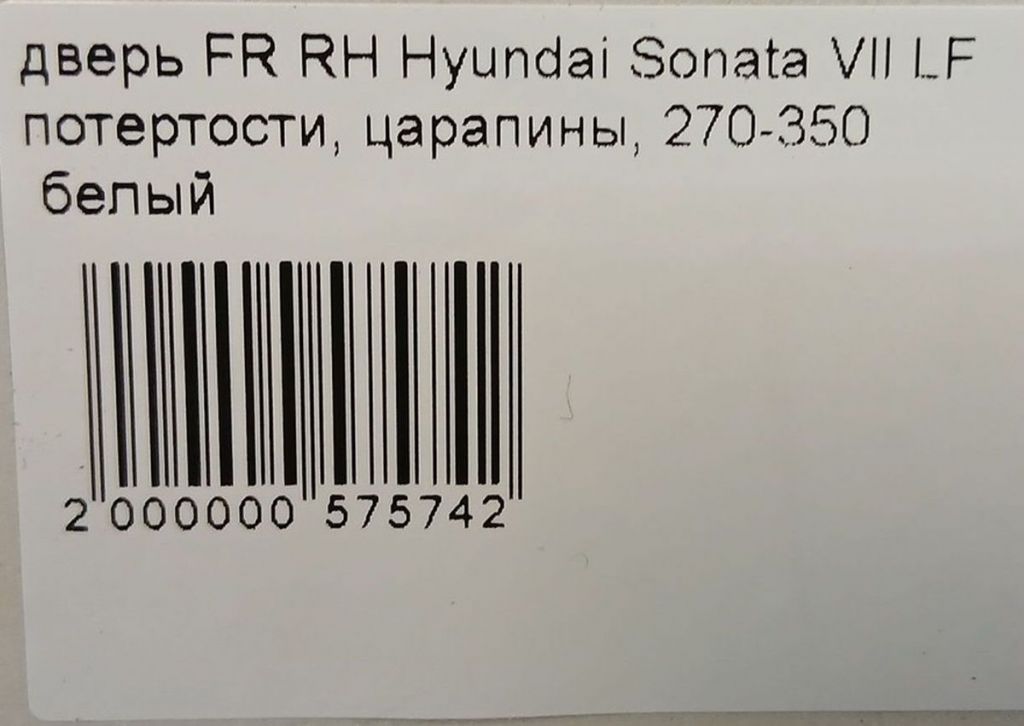 дверь FR RH Hyundai Sonata VII LF
потертости, царапины, 270-350
белый
2 000000 575742